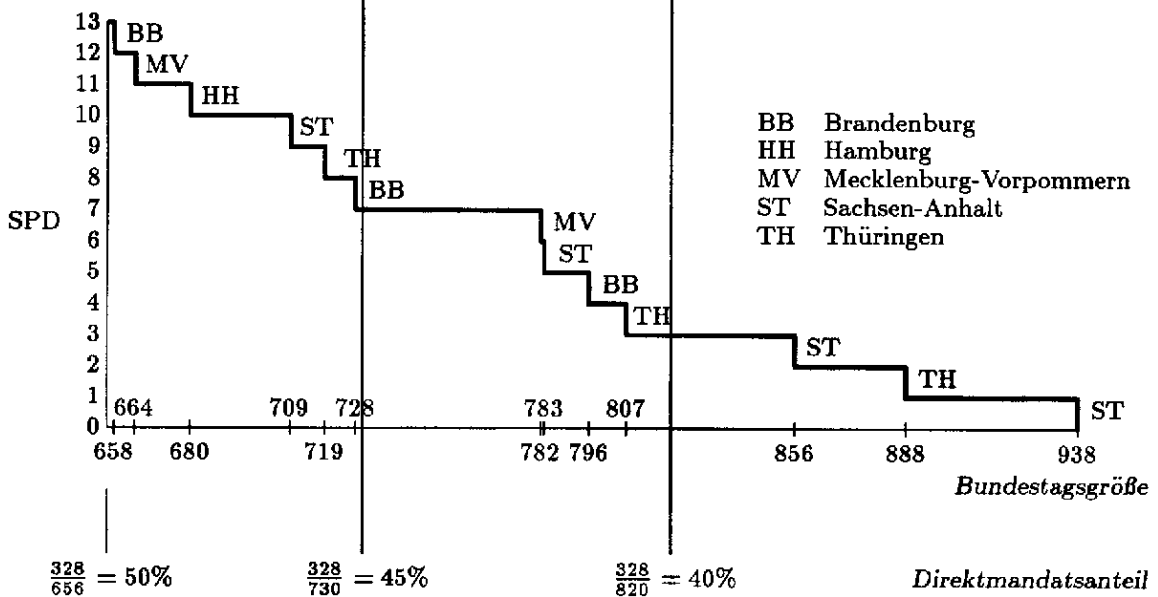 13
BB
12
MV
11
HH
10
ST
9
TH
8
BB
7
SPD
MV
6
ST
5
BB
4
TH
3
ST
2
TH
1
ST
0
BB Brandenburg
HH Hamburg
MV Mecklenburg-Vorpommern
ST Sachsen-Anhalt
TH Thüringen
664 709 728 783 807
658 680 719 782 796 856 888 938
Bundestagsgröße
328/656 = 50% 328/730 = 45% 328/820 = 40% Direktmandatsanteil